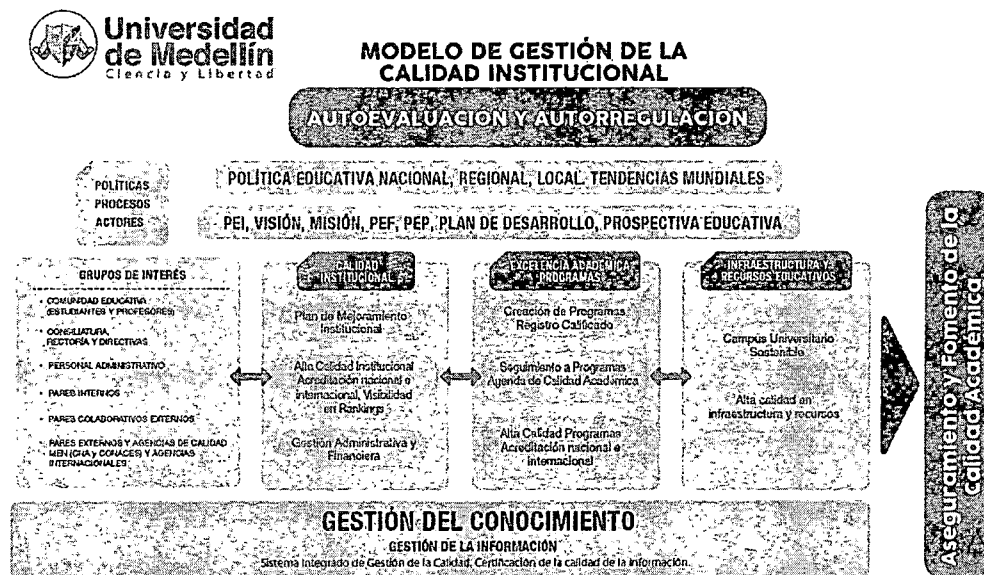 Universidad
de Medellín
Ciencia y Libertad
MODELO DE GESTIÓN DE LA
CALIDAD INSTITUCIONAL
AUTOEVALUACIÓN Y AUTORREGULACIÓN
POLÍTICAS
PROCESOS
ACTORES
POLÍTICA EDUCATIVA NACIONAL, REGIONAL, LOCAL. TENDENCIAS MUNDIALES
PEI, VISIÓN, MISIÓN, PEF, PEP, PLAN DE DESARROLLO, PROSPECTIVA EDUCATIVA
GRUPOS DE INTERÉS
• COMUNIDAD EDUCATIVA
(ESTUDIANTES Y PROFESORES)
• CONSILIATURA,
RECTORÍA Y DIRECTIVAS
• PERSONAL ADMINISTRATIVO
• PARES INTERNOS
• PARES COLABORATIVOS EXTERNOS
• PARES EXTERNOS Y AGENCIAS DE CALIDAD
MEN (CNA y CONACES) Y AGENCIAS
INTERNACIONALES
CALIDAD
INSTITUCIONAL
Plan de Mejoramiento
Institucional
Alta Calidad Institucional
Acreditación nacional e
internacional, Visibilidad
en Rankings
Gestión Administrativa y
Financiera
EXCELENCIA ACADÉMICA
PROGRAMAS
Creación de Programas
Registro Calificado
Seguimiento a Programas
Agenda de Calidad Académica
Alta Calidad Programas
Acreditación nacional e
internacional
INFRAESTRUCTURA Y
RECURSOS EDUCATIVOS
Campus Universitario
Sostenible
Alta calidad en
infraestructura y recursos
Aseguramiento y Fomento de la
Calidad Académica
GESTIÓN DEL CONOCIMIENTO
GESTIÓN DE LA INFORMACIÓN
Sistema Integrado de Gestión de la Calidad, Certificación de la calidad de la información.